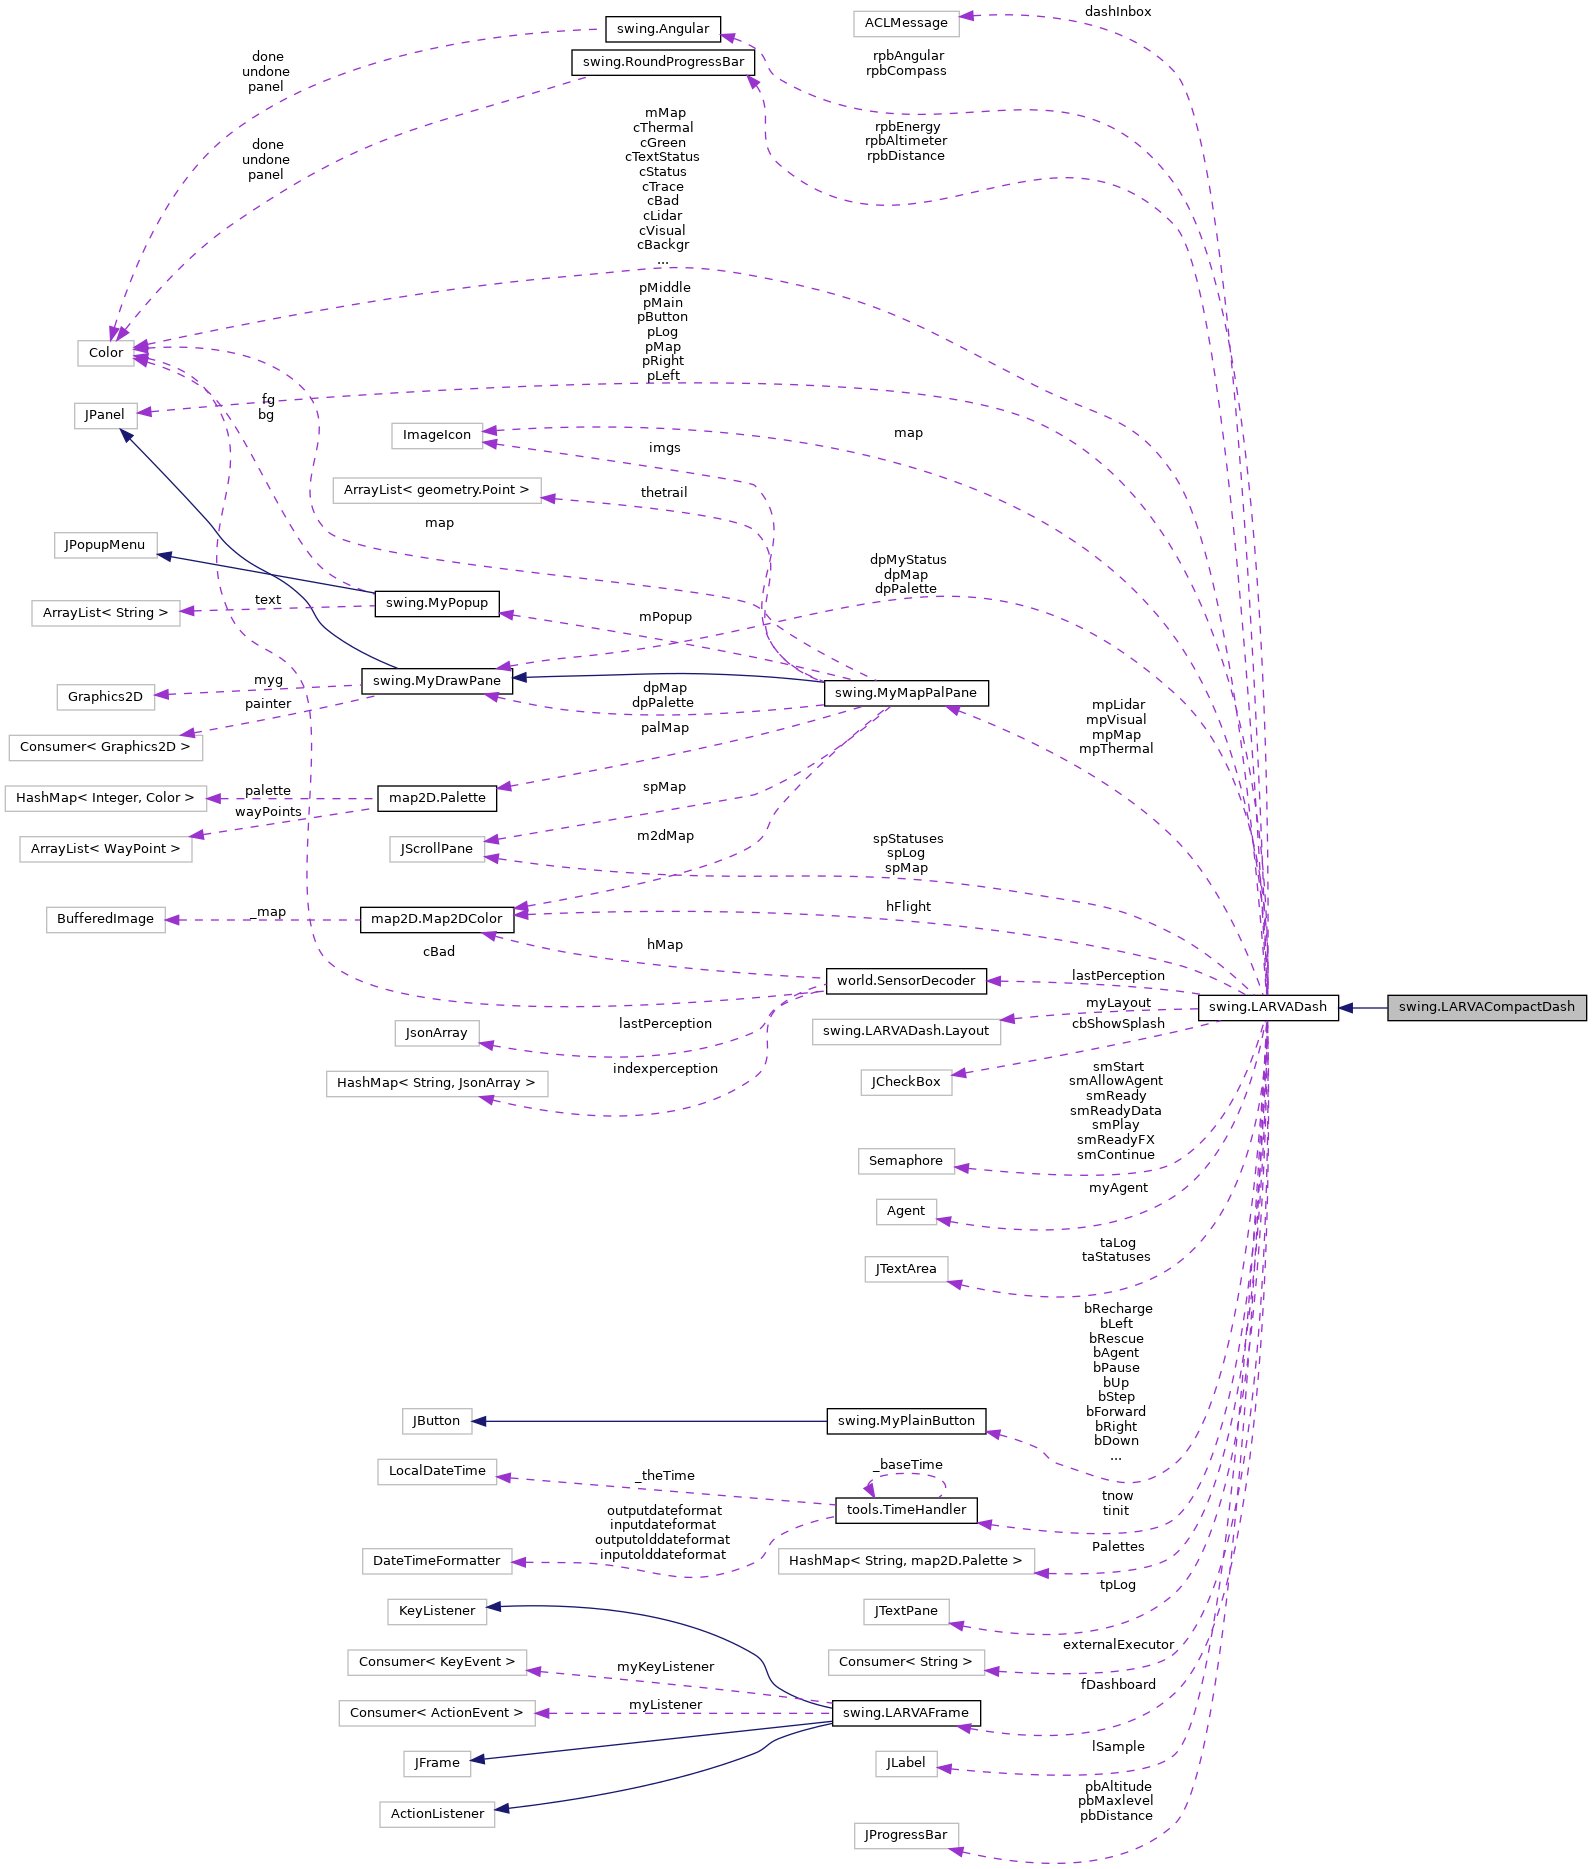 dashInbox
ACLMessage
swing.Angular
swing.RoundProgressBar
done
undone
panel
rpbAngular
rpbCompass
mMap
cThermal
cGreen
cTextStatus
cStatus
cTrace
cBad
cLidar
cVisual
cBackgr
...
rpbEnergy
rpbAltimeter
rpbDistance
done
undone
panel
pMiddle
pMain
pButton
pLog
pMap
pRight
pLeft
Color
JPanel
fg
bg
ImageIcon
map
imgs
ArrayList< geometry.Point >
thetrail
map
JPopupMenu
dpMyStatus
dpMap
dpPalette
ArrayList< String >
text
swing.MyPopup
mPopup
swing.MyDrawPane
Graphics2D
myg
painter
dpMap
dpPalette
swing.MyMapPalPane
mpLidar
mpVisual
mpMap
mpThermal
Consumer< Graphics2D >
palMap
HashMap< Integer, Color >
palette
map2D.Palette
spMap
wayPoints
ArrayList< WayPoint >
JScrollPane
m2dMap
spStatuses
spLog
spMap
BufferedImage
_map
map2D.Map2DColor
hFlight
cBad
hMap
world.SensorDecoder
lastPerception
swing.LARVADash
swing.LARVACompactDash
myLayout
swing.LARVADash.Layout
cbShowSplash
JsonArray
lastPerception
HashMap< String, JsonArray >
indexperception
JCheckBox
smStart
smAllowAgent
smReady
smReadyData
smPlay
smReadyFX
smContinue
Semaphore
myAgent
Agent
taLog
taStatuses
JTextArea
bRecharge
bLeft
bRescue
bAgent
bPause
bUp
bStep
bForward
bRight
bDown
...
JButton
swing.MyPlainButton
LocalDateTime
_theTime
_baseTime
tools.TimeHandler
tnow
tinit
outputdateformat
inputdateformat
outputolddateformat
inputolddateformat
DateTimeFormatter
HashMap< String, map2D.Palette >
Palettes
KeyListener
JTextPane
tpLog
Consumer< KeyEvent >
myKeyListener
Consumer< String >
externalExecutor
Consumer< ActionEvent >
myListener
swing.LARVAFrame
fDashboard
JFrame
JLabel
lSample
ActionListener
pbAltitude
pbMaxlevel
pbDistance
JProgressBar